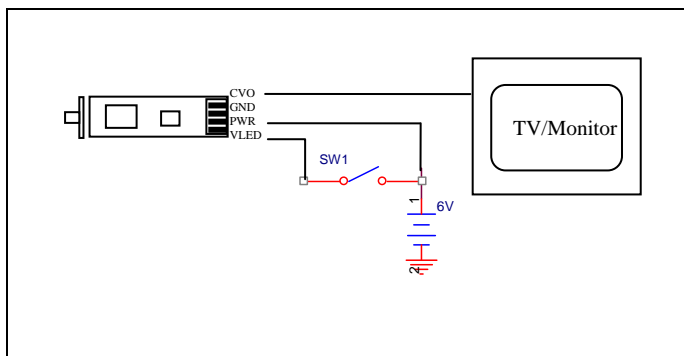 CVO
GND
PWR
VLED
TV/Monitor
SW1
1
6V
2